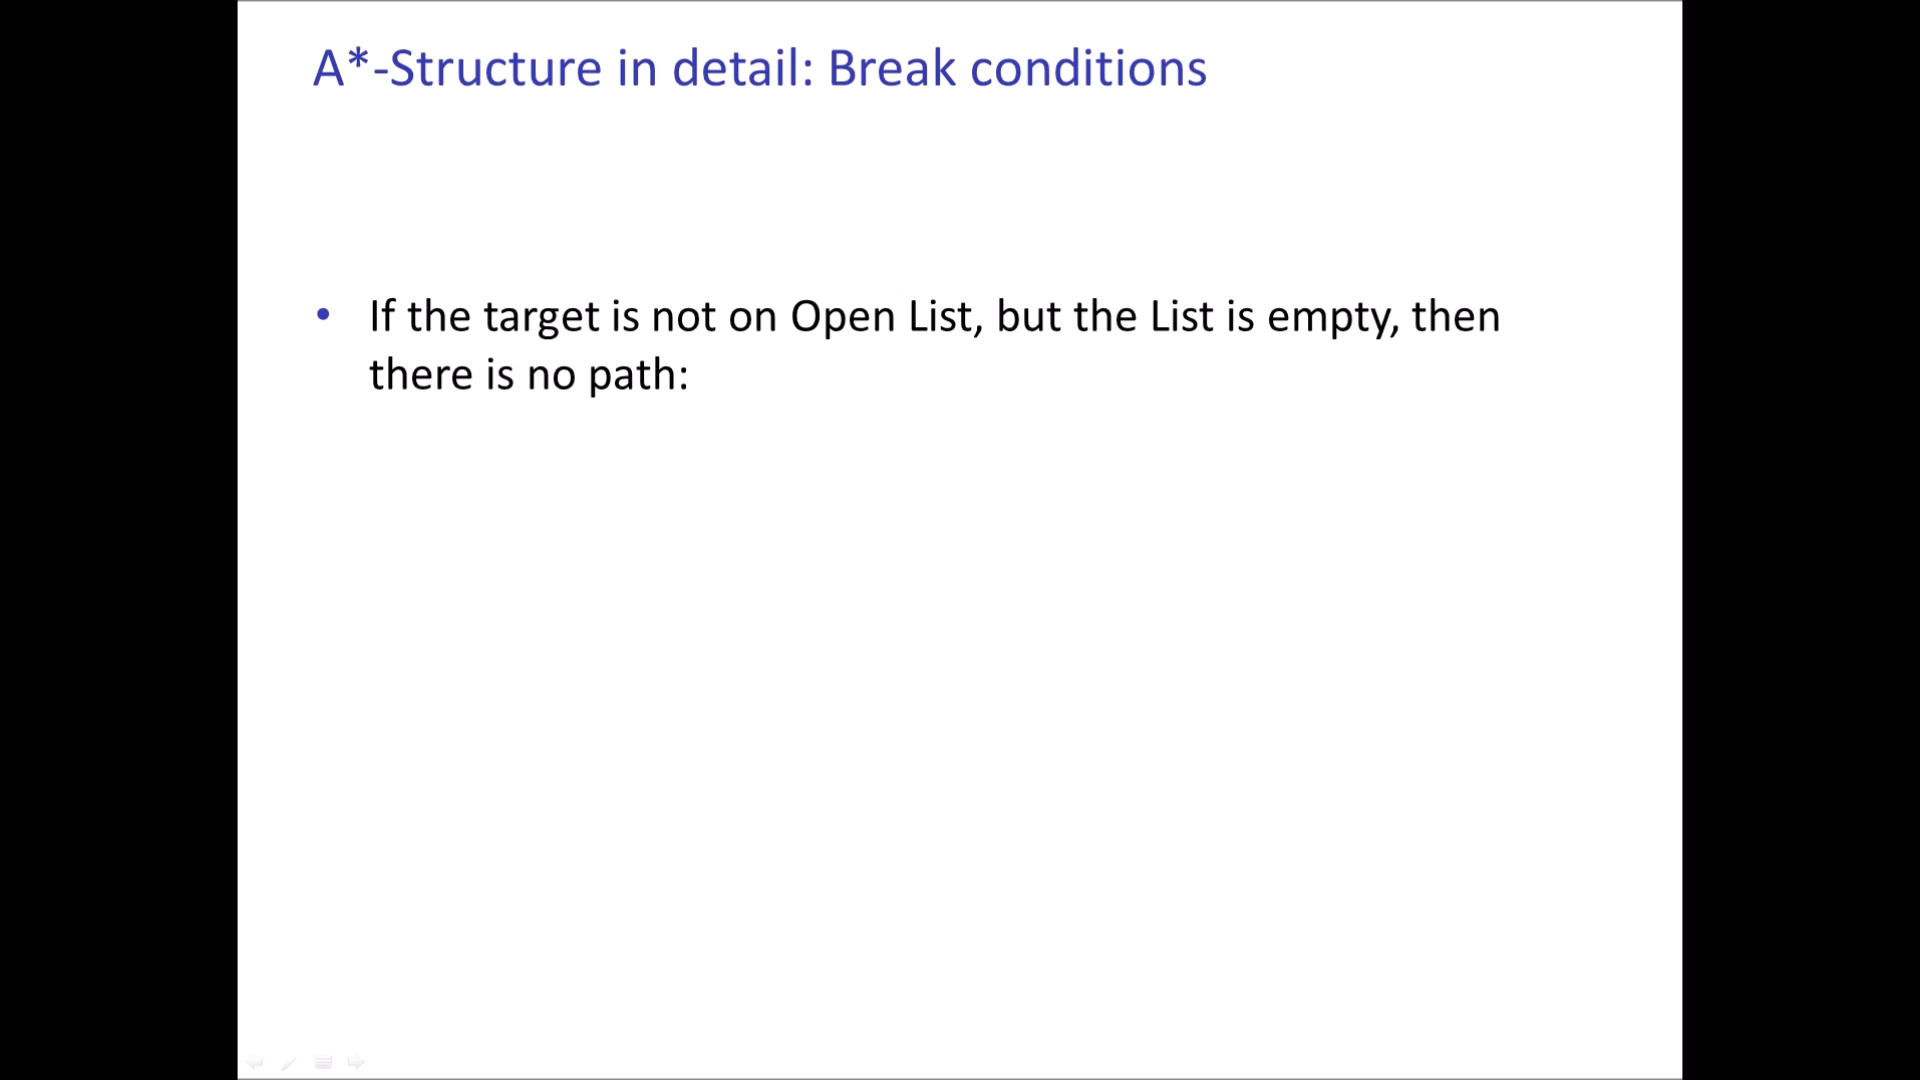 A*-Structure in detail: Break conditions
• If the target is not on Open List, but the List is empty, then
there is no path: